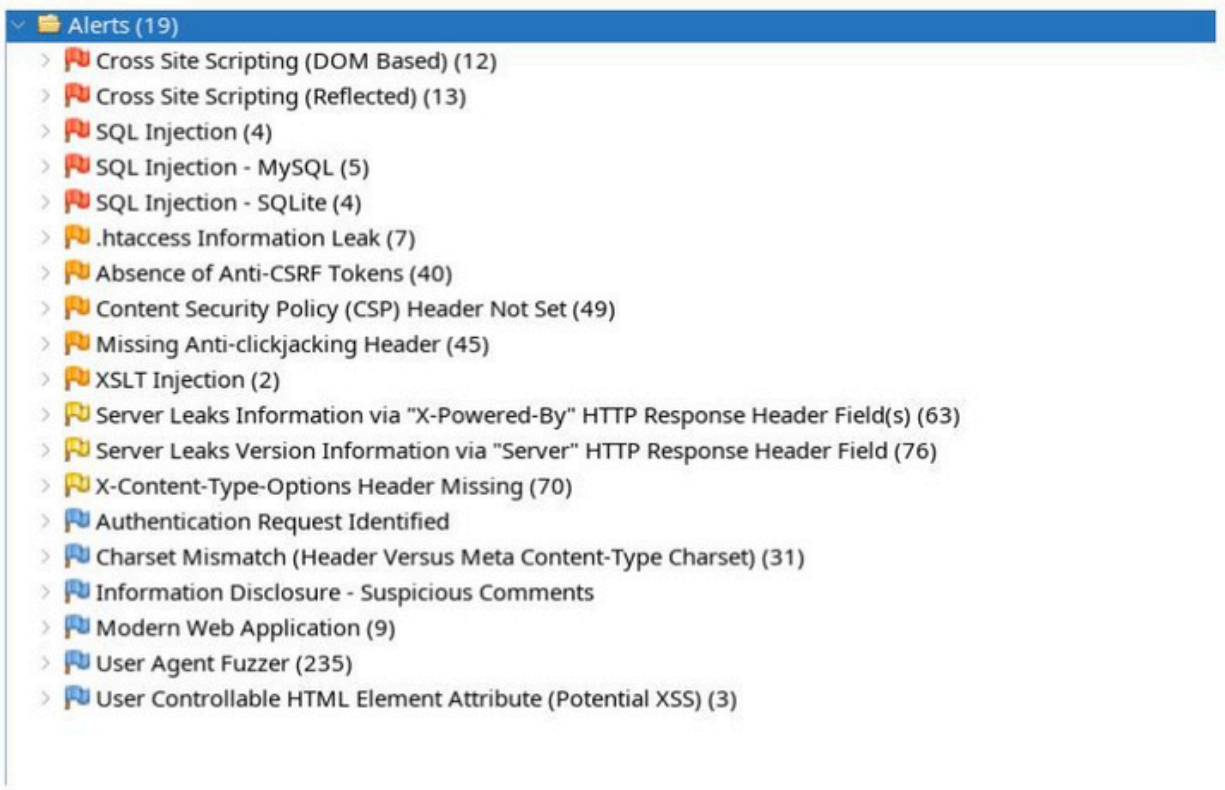 Alerts (19)
Cross Site Scripting (DOM Based) (12)
Cross Site Scripting (Reflected) (13)
SQL Injection (4)
SQL Injection - MySQL (5)
SQL Injection - SQLite (4)
.htaccess Information Leak (7)
Absence of Anti-CSRF Tokens (40)
Content Security Policy (CSP) Header Not Set (49)
Missing Anti-clickjacking Header (45)
XSLT Injection (2)
Server Leaks Information via "X-Powered-By" HTTP Response Header Field(s) (63)
Server Leaks Version Information via "Server" HTTP Response Header Field (76)
X-Content-Type-Options Header Missing (70)
Authentication Request Identified
Charset Mismatch (Header Versus Meta Content-Type Charset) (31)
Information Disclosure - Suspicious Comments
Modern Web Application (9)
User Agent Fuzzer (235)
User Controllable HTML Element Attribute (Potential XSS) (3)